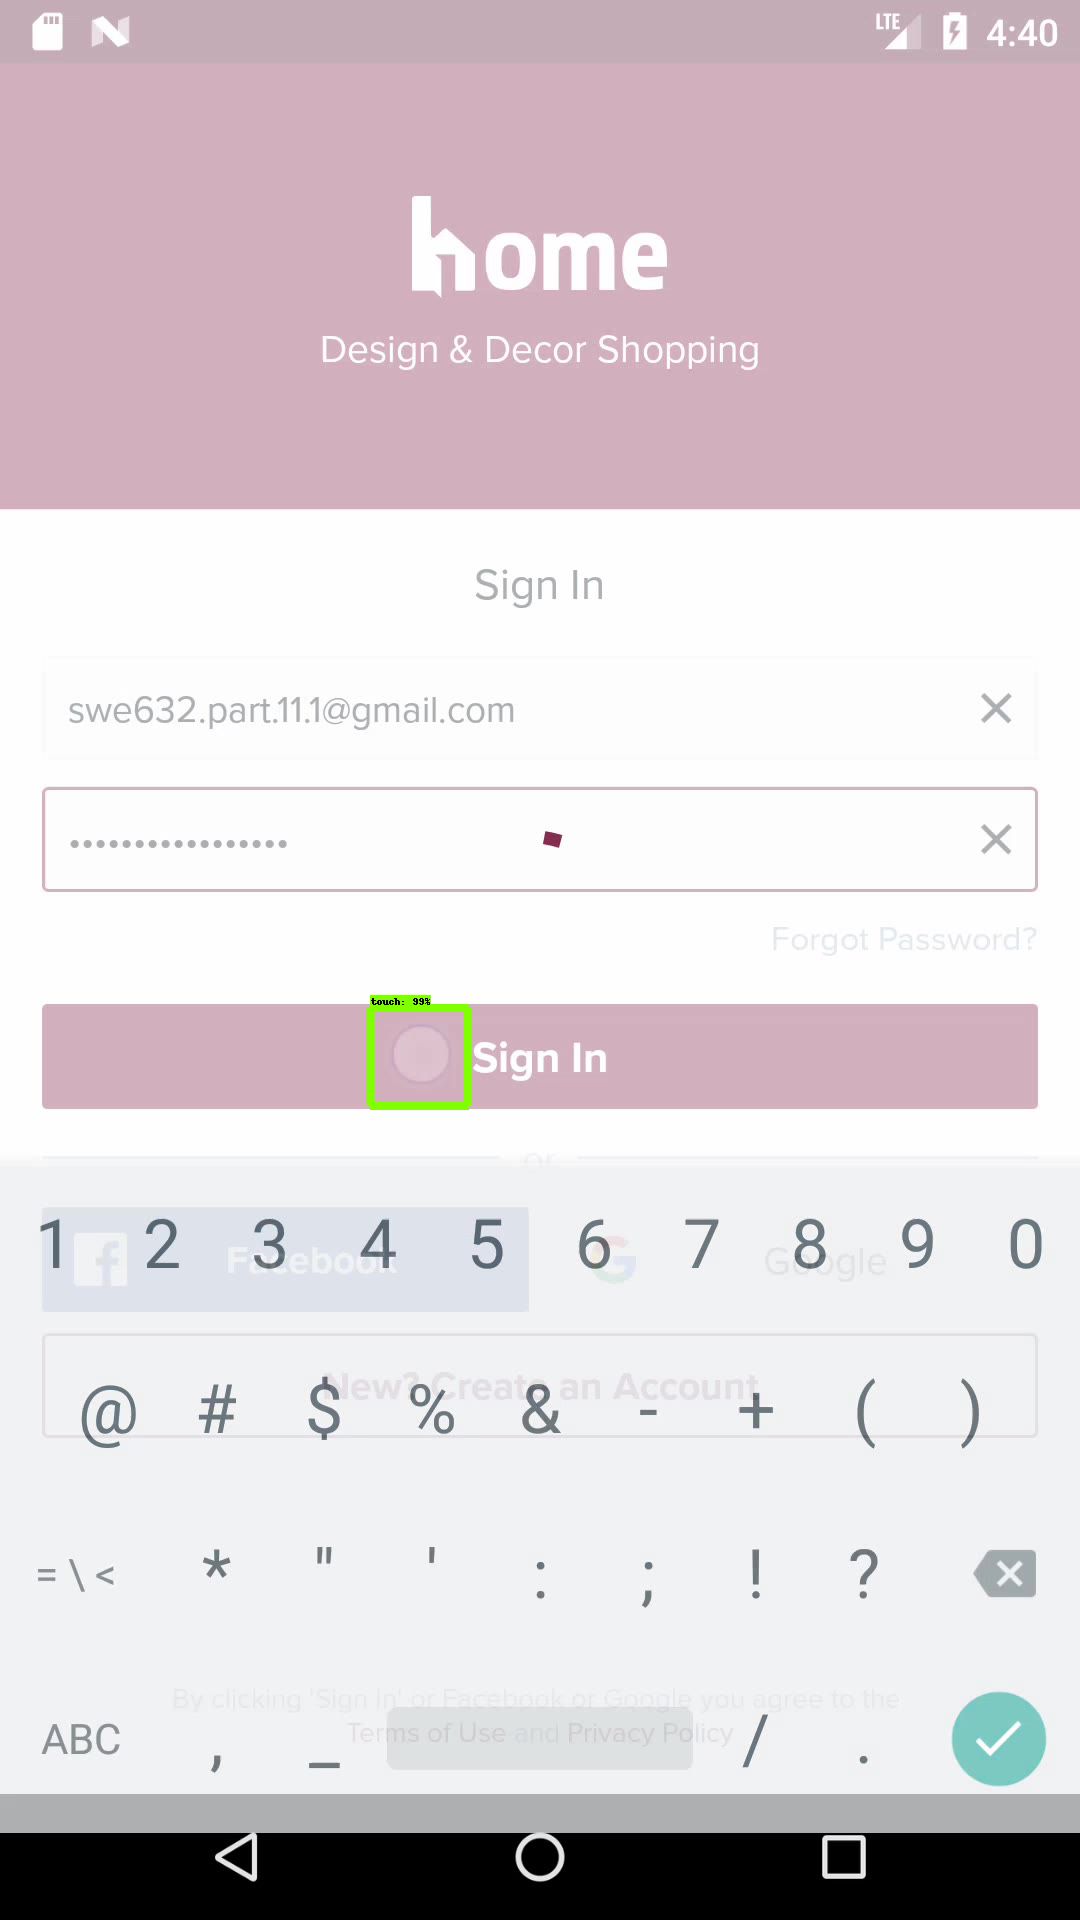 LTE 4:40
home
Design & Decor Shopping
Sign In
swe632.part.11.1@gmail.com
•••••••••••••••••
Forgot Password?
touch: 99%
Sign In
or
1 2 3 4 5 6 7 8 9 0
Facebook Google
New? Create an Account
@ # $ % & - + ( )
= \ < * " ' : ; ! ?
By clicking 'Sign In' or Facebook or Google you agree to the
Terms of Use and Privacy Policy
ABC , _ / .